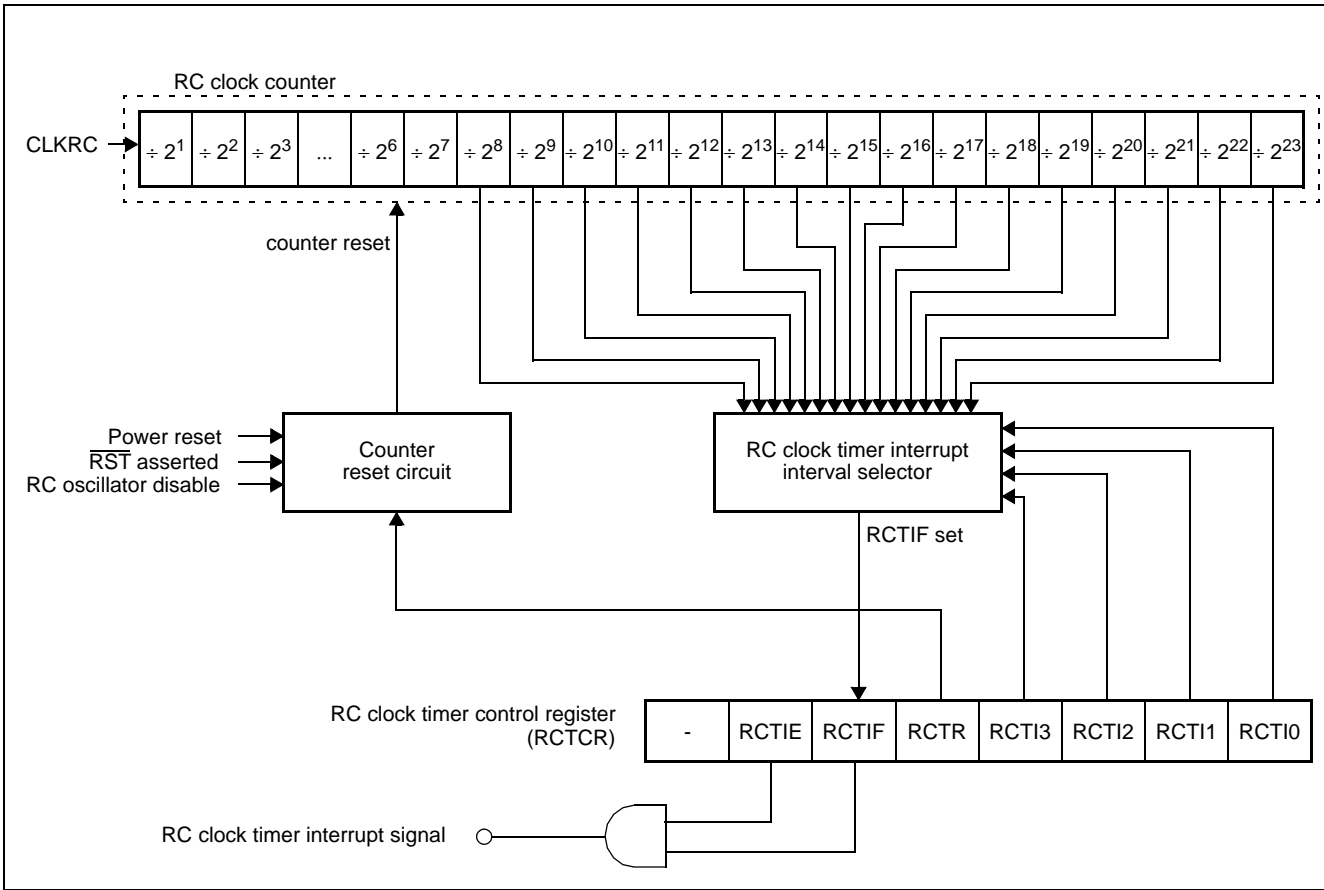 RC clock counter
CLKRC
÷ 2¹ ÷ 2² ÷ 2³ ... ÷ 2⁶ ÷ 2⁷ ÷ 2⁸ ÷ 2⁹ ÷ 2¹⁰ ÷ 2¹¹ ÷ 2¹² ÷ 2¹³ ÷ 2¹⁴ ÷ 2¹⁵ ÷ 2¹⁶ ÷ 2¹⁷ ÷ 2¹⁸ ÷ 2¹⁹ ÷ 2²⁰ ÷ 2²¹ ÷ 2²² ÷ 2²³
counter reset
Power reset
R̅S̅T̅ asserted
RC oscillator disable
Counter
reset circuit
RC clock timer interrupt
interval selector
RCTIF set
RC clock timer control register
(RCTCR)
- RCTIE RCTIF RCTR RCTI3 RCTI2 RCTI1 RCTI0
RC clock timer interrupt signal